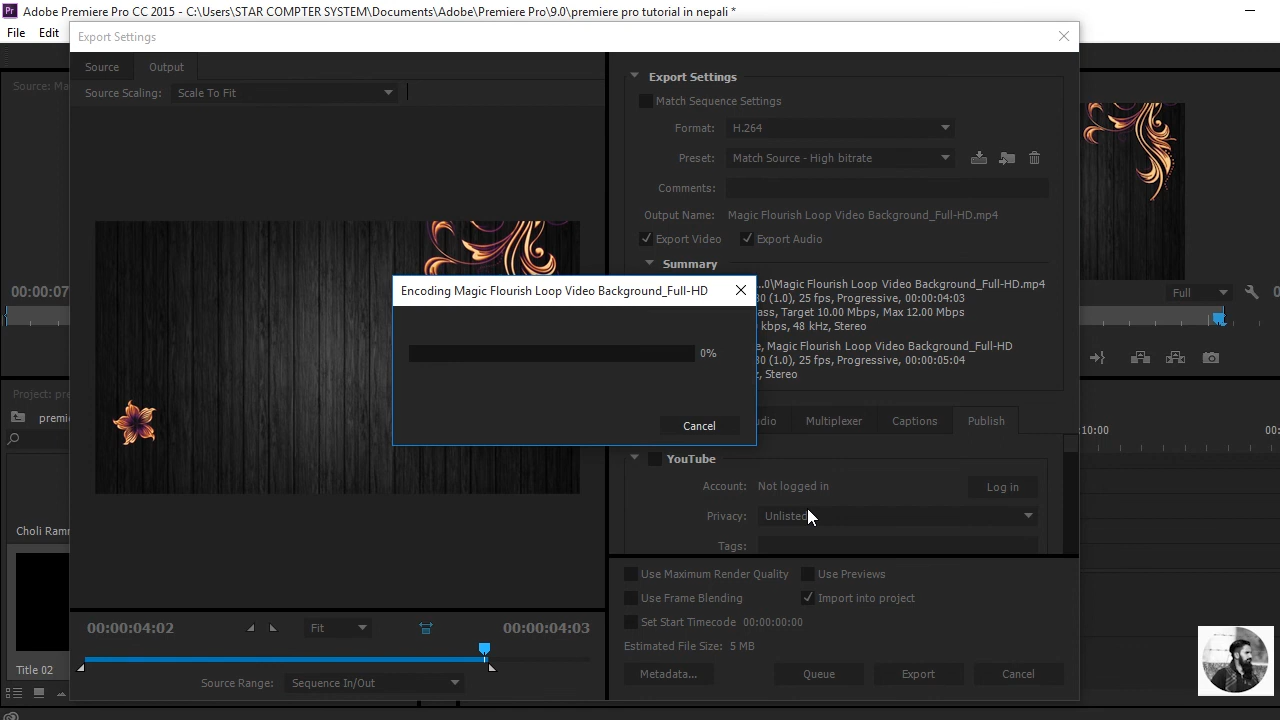 Adobe Premiere Pro CC 2015 - C:\Users\STAR COMPTER SYSTEM\Documents\Adobe\Premiere Pro\9.0\premiere pro tutorial in nepali *
File Edit
Export Settings
Source Output
Source Scaling: Scale To Fit
Source: Ma
Export Settings
Match Sequence Settings
Format: H.264
Preset: Match Source - High bitrate
Comments:
Output Name: Magic Flourish Loop Video Background_Full-HD.mp4
Export Video Export Audio
Summary
...0\Magic Flourish Loop Video Background_Full-HD.mp4
(1.0), 25 fps, Progressive, 00:00:04:03
Target 10.00 Mbps, Max 12.00 Mbps
kbps, 48 kHz, Stereo
Magic Flourish Loop Video Background_Full-HD
(1.0), 25 fps, Progressive, 00:00:05:04
Stereo
Encoding Magic Flourish Loop Video Background_Full-HD
0%
Cancel
00:00:07
Full
Project: pre
premie
:10:00
00:
Multiplexer Captions Publish
YouTube
Account: Not logged in Log in
Privacy: Unlisted
Tags:
Choli Ramr
Title 02
Use Maximum Render Quality Use Previews
Use Frame Blending Import into project
Set Start Timecode 00:00:00:00
Estimated File Size: 5 MB
Metadata... Queue Export Cancel
00:00:04:02 Fit 00:00:04:03
Source Range: Sequence In/Out